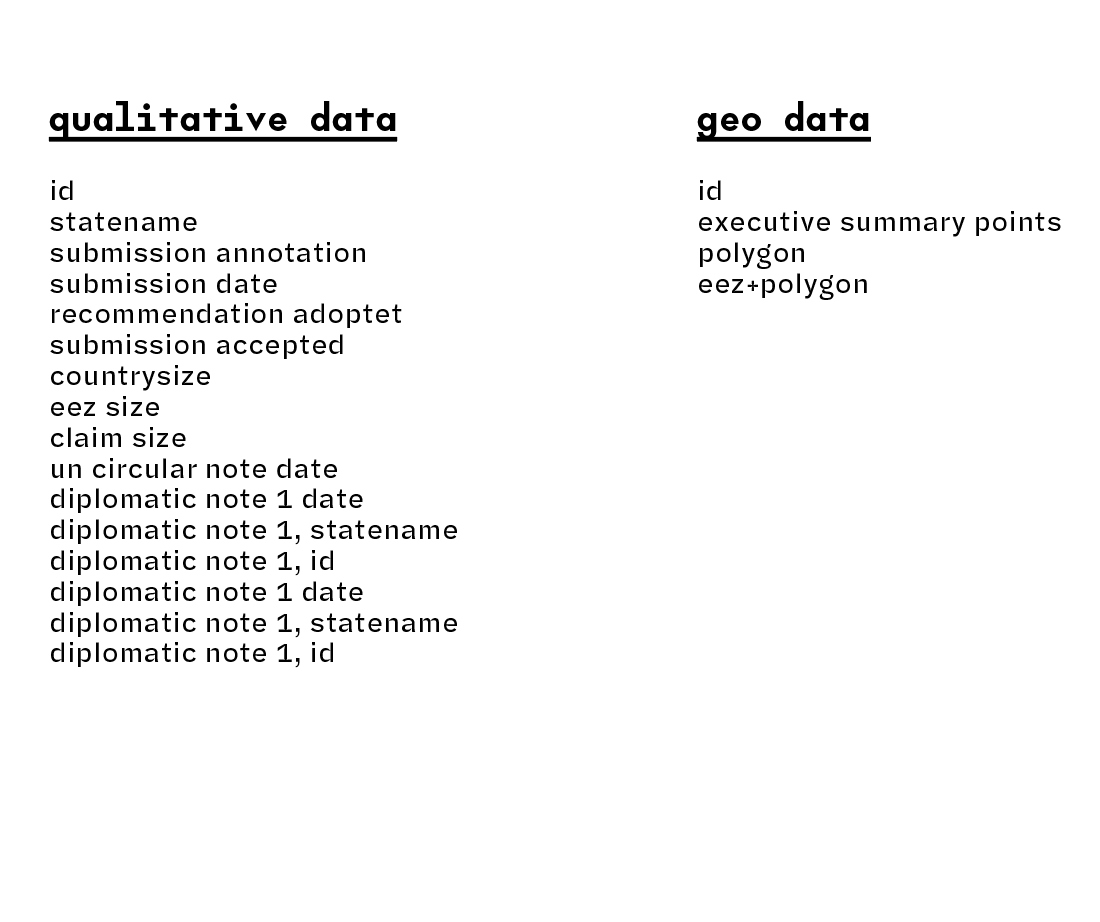 qualitative data
id
statename
submission annotation
submission date
recommendation adoptet
submission accepted
countrysize
eez size
claim size
un circular note date
diplomatic note 1 date
diplomatic note 1, statename
diplomatic note 1, id
diplomatic note 1 date
diplomatic note 1, statename
diplomatic note 1, id
geo data
id
executive summary points
polygon
eez+polygon